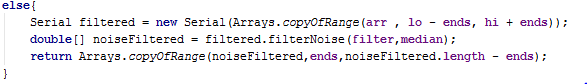 else{
Serial filtered = new Serial(Arrays.copyOfRange(arr , lo - ends, hi + ends));
double[] noiseFiltered = filtered.filterNoise(filter,median);
return Arrays.copyOfRange(noiseFiltered,ends,noiseFiltered.length - ends);
}